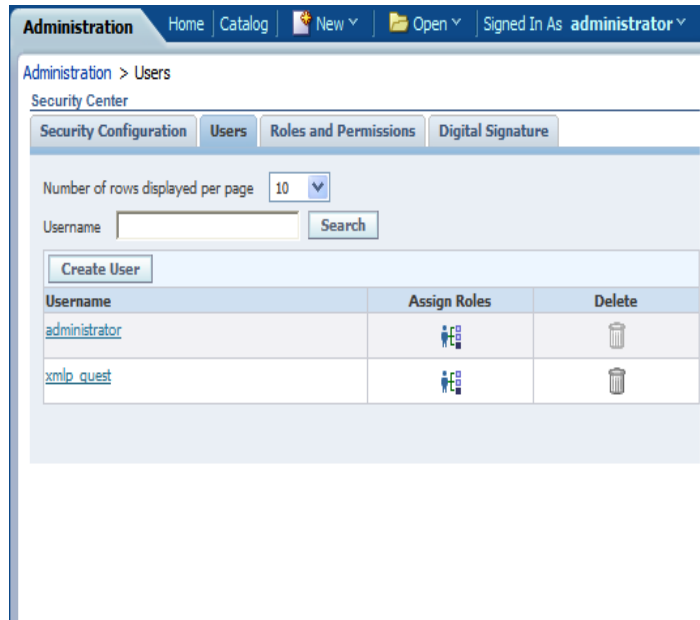 Administration Home Catalog New Open Signed In As administrator
Administration > Users
Security Center
Security Configuration Users Roles and Permissions Digital Signature
Number of rows displayed per page 10
Username Search
Create User
Username Assign Roles Delete
administrator
xmlp_guest